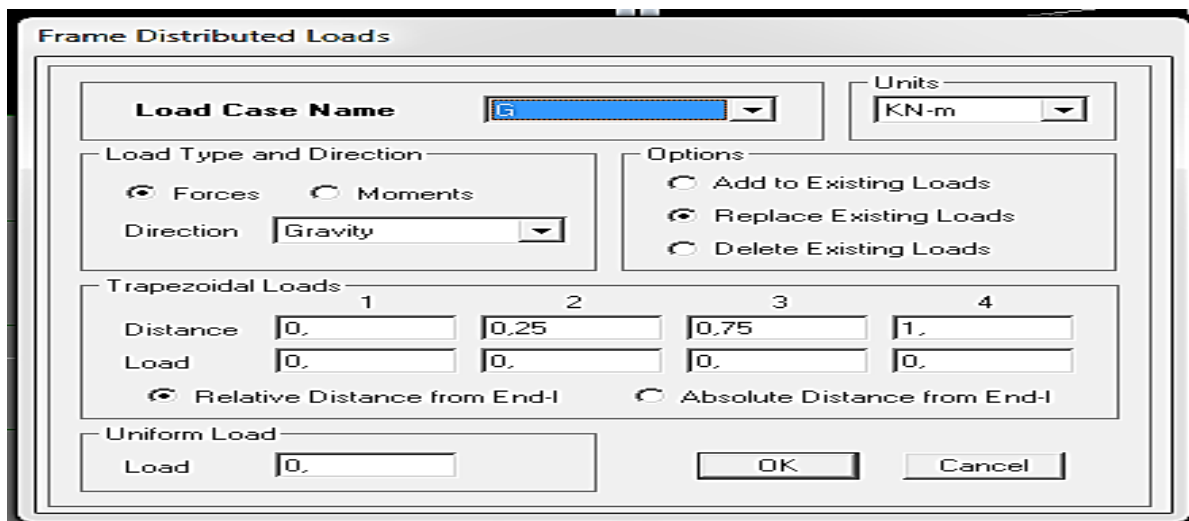 Frame Distributed Loads
Load Case Name G
Units
KN-m
Load Type and Direction
Forces Moments
Direction Gravity
Options
Add to Existing Loads
Replace Existing Loads
Delete Existing Loads
Trapezoidal Loads
1 2 3 4
Distance 0, 0,25 0,75 1,
Load 0, 0, 0, 0,
Relative Distance from End-I Absolute Distance from End-I
Uniform Load
Load 0,
OK Cancel